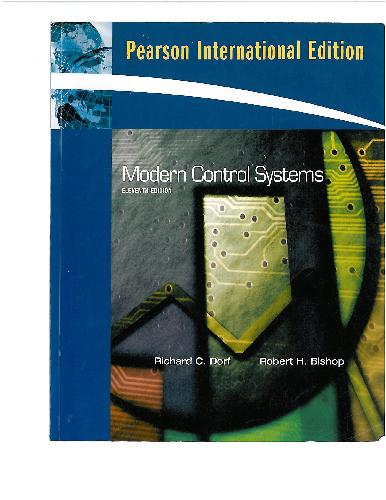 Pearson International Edition
Modern Control Systems
ELEVENTH EDITION
Richard C. Dorf Robert H. Bishop